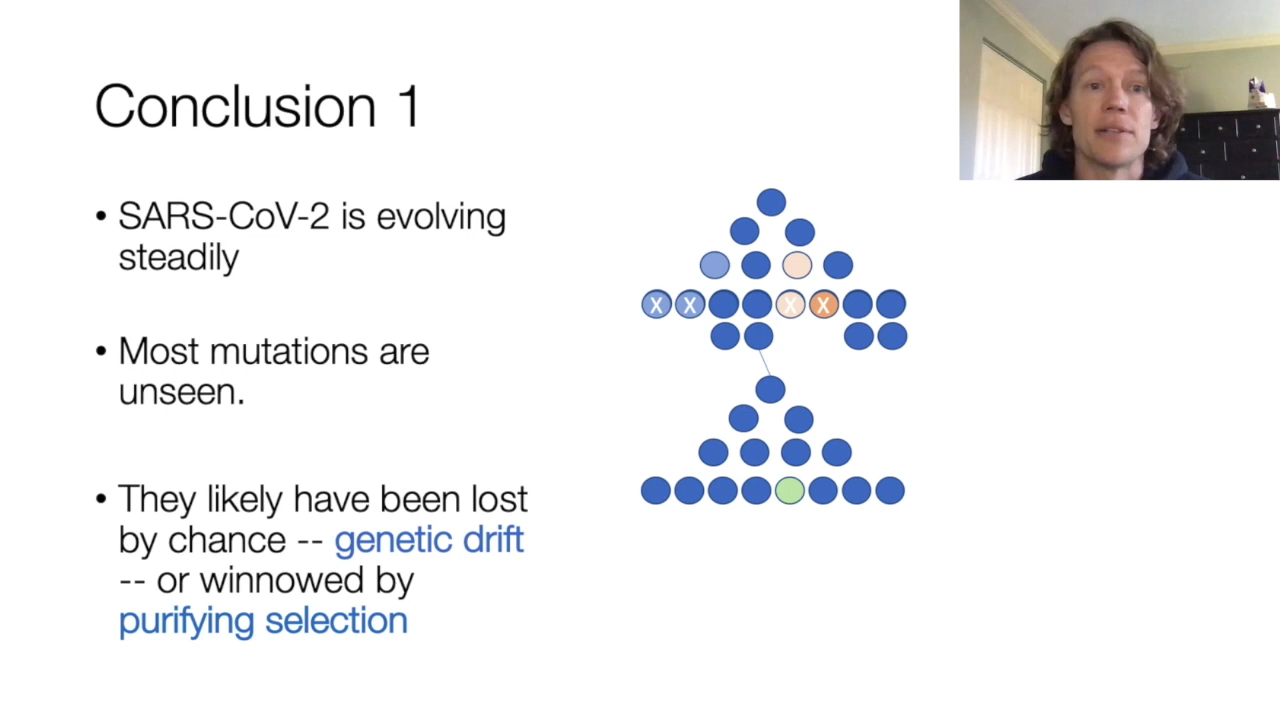 Conclusion 1
• SARS-CoV-2 is evolving
steadily
• Most mutations are
unseen.
• They likely have been lost
by chance -- genetic drift
-- or winnowed by
purifying selection
X X X X